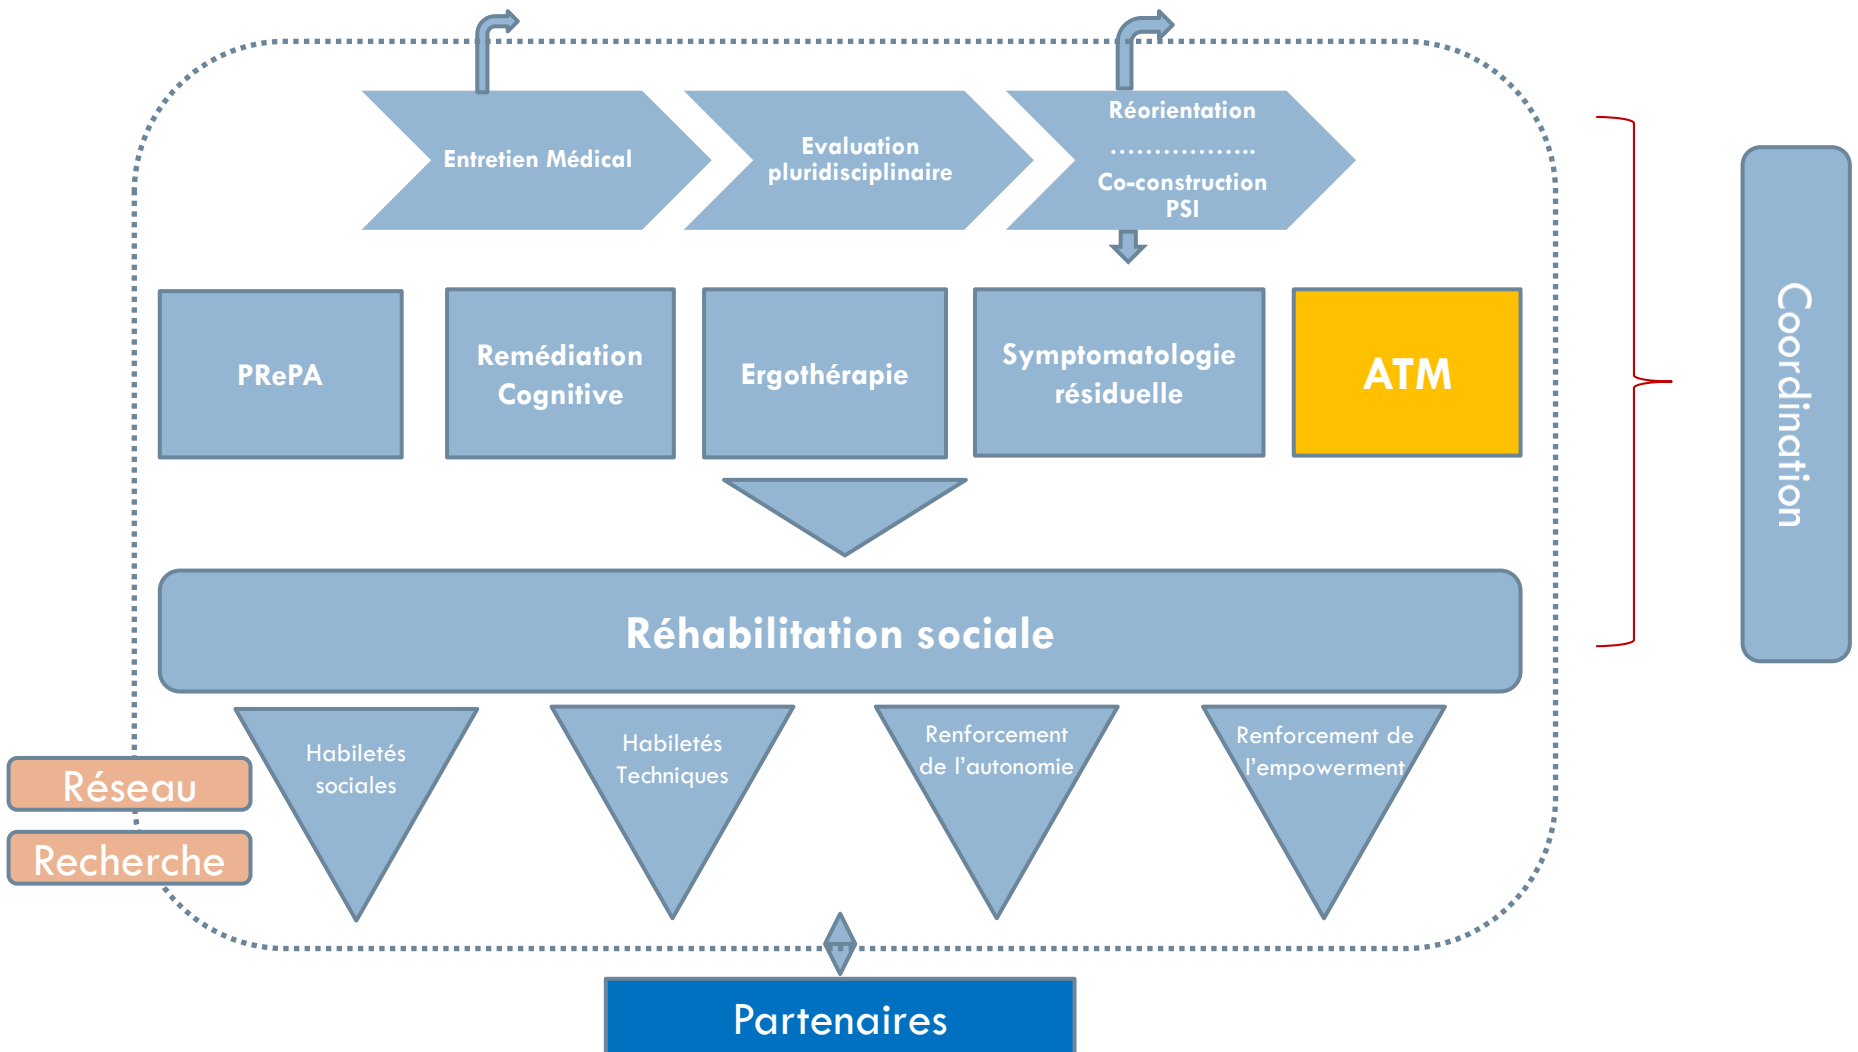 Entretien Médical
Evaluation
pluridisciplinaire
Réorientation
……………..
Co-construction
PSI
PRePA
Remédiation
Cognitive
Ergothérapie
Symptomatologie
résiduelle
ATM
Coordination
Réhabilitation sociale
Habiletés
sociales
Habiletés
Techniques
Renforcement
de l’autonomie
Renforcement de
l’empowerment
Réseau
Recherche
Partenaires